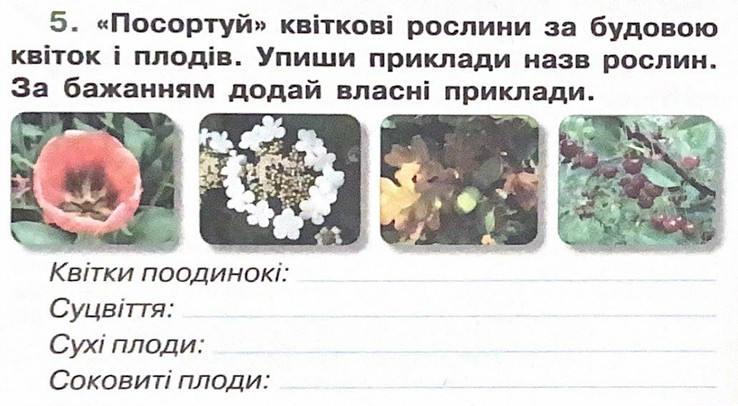 5. «Посортуй» квіткові рослини за будовою
квіток і плодів. Упиши приклади назв рослин.
За бажанням додай власні приклади.
Квітки поодинокі:
Суцвіття:
Сухі плоди:
Соковиті плоди: